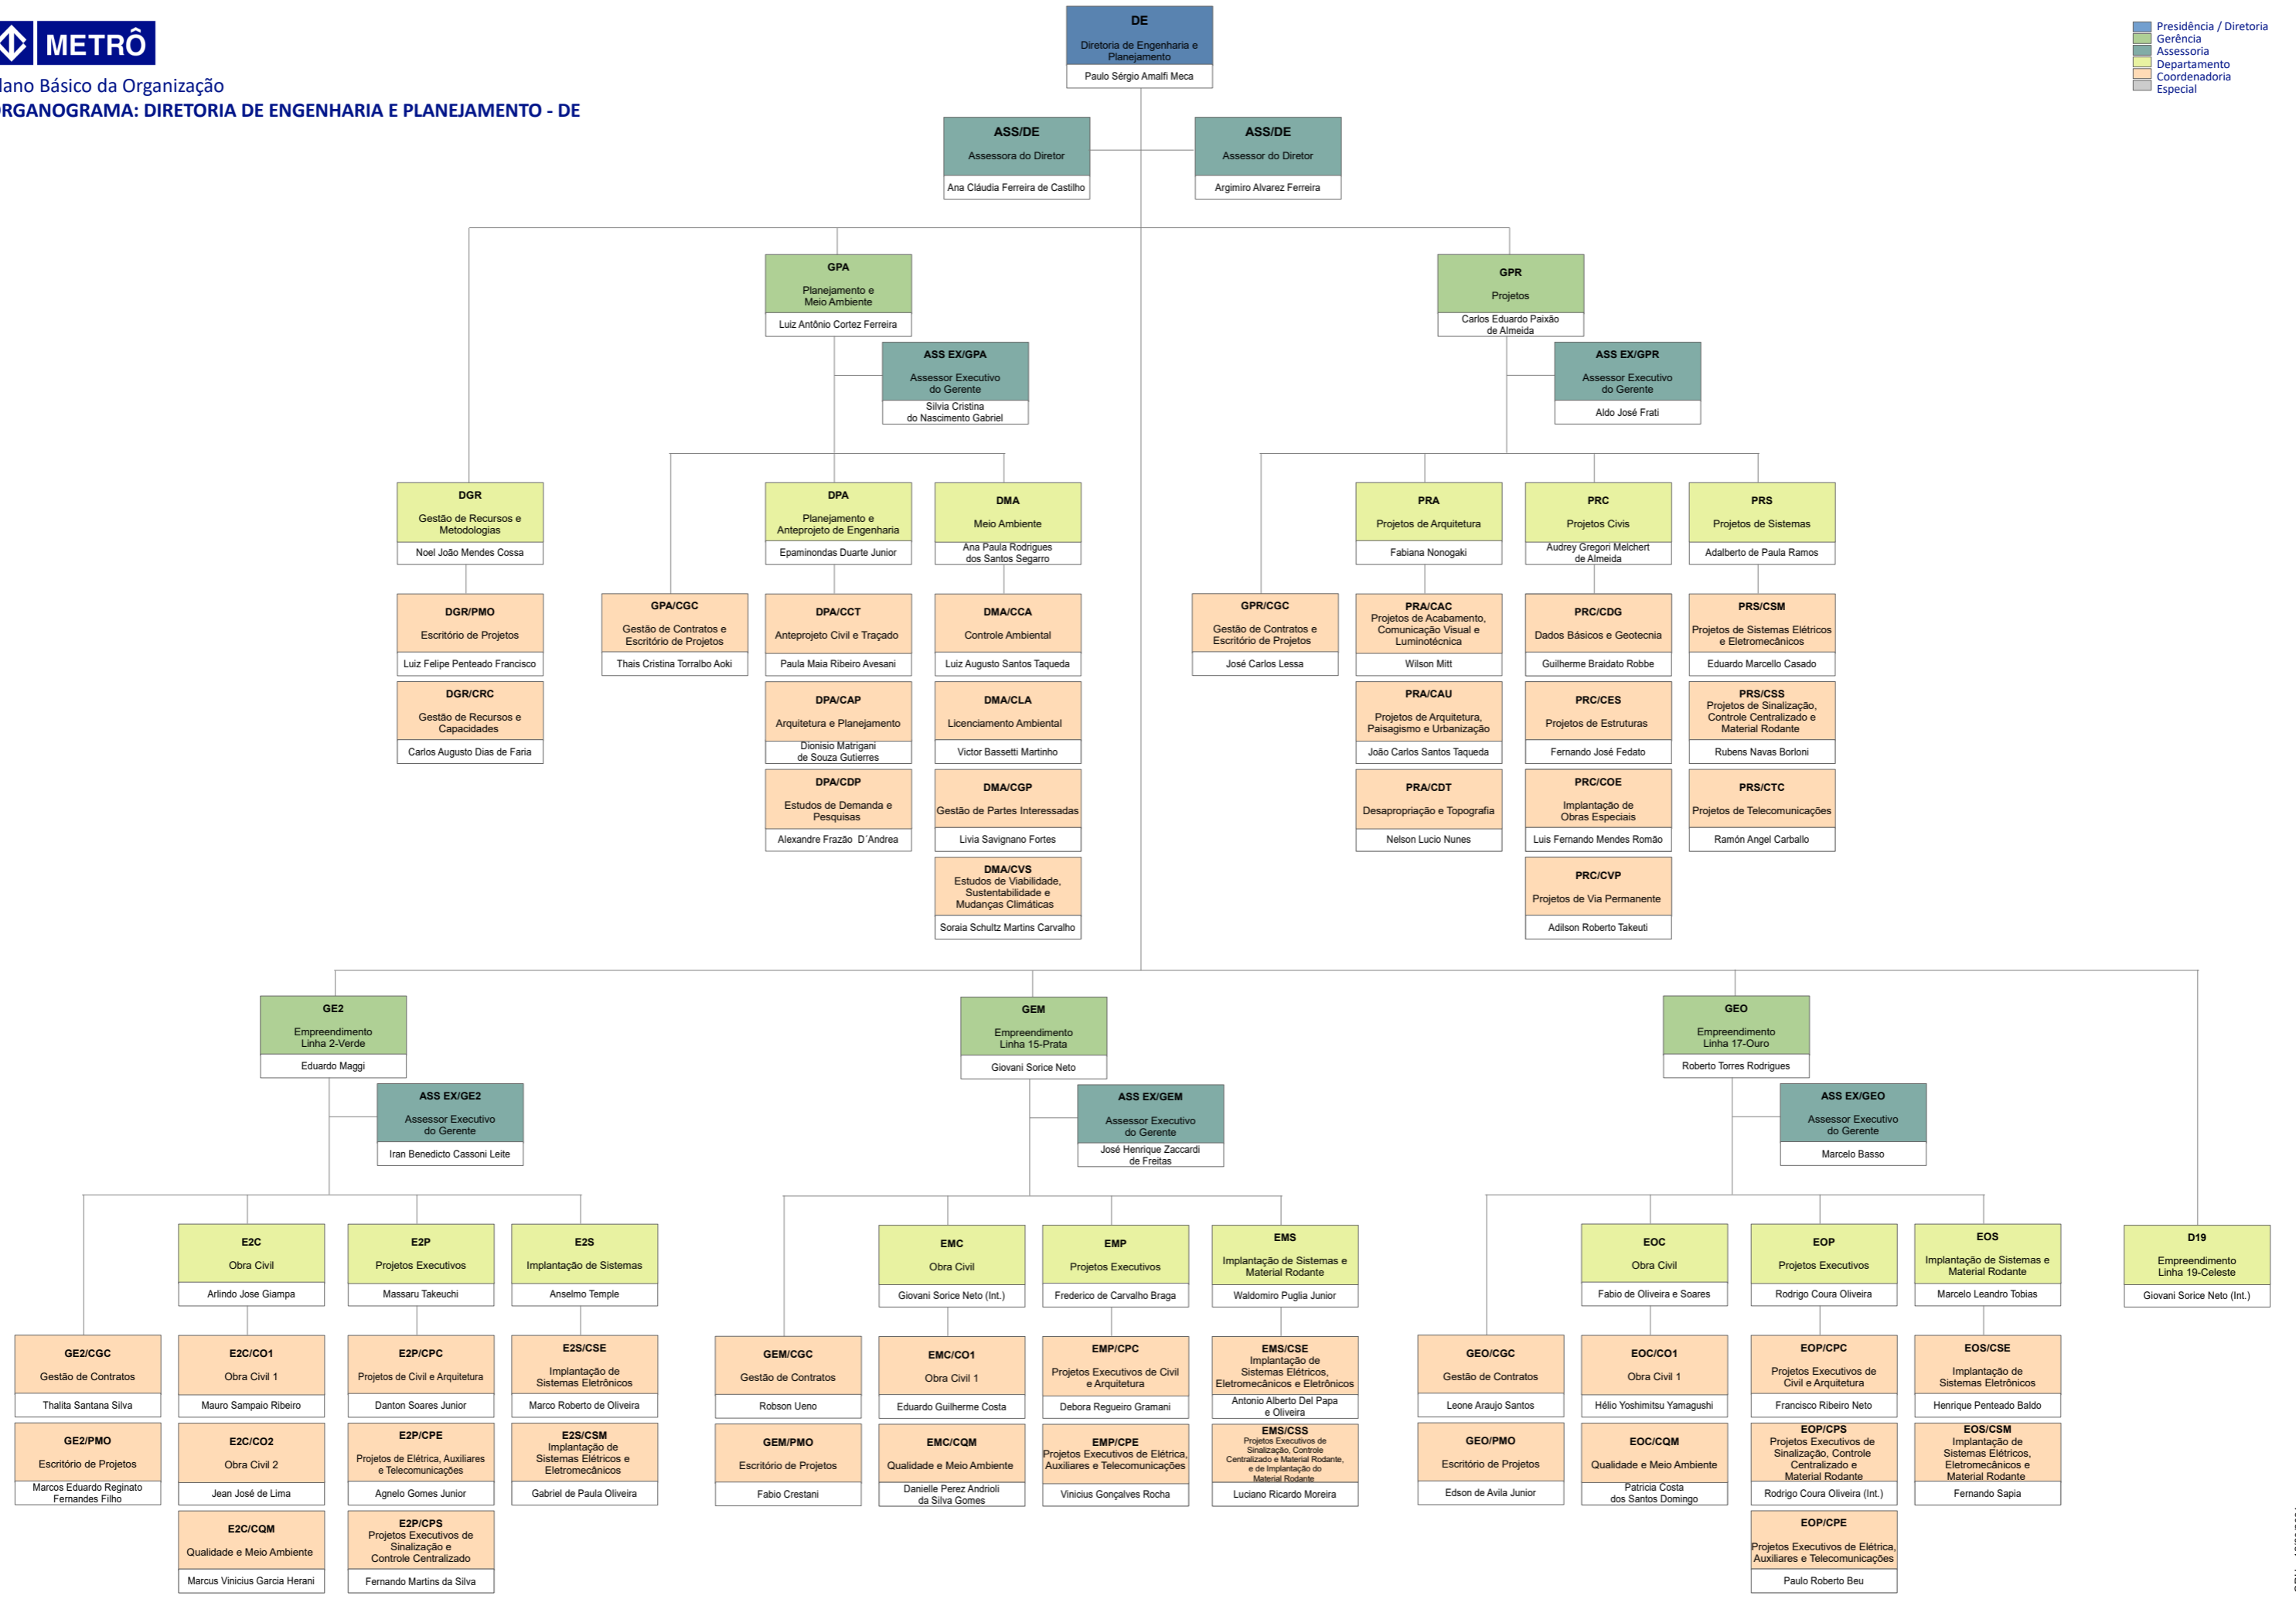 METRÔ
lano Básico da Organização
RGANOGRAMA: DIRETORIA DE ENGENHARIA E PLANEJAMENTO - DE
Presidência / Diretoria
Gerência
Assessoria
Departamento
Coordenadoria
Especial
DE
Diretoria de Engenharia e
Planejamento
Paulo Sérgio Amalfi Meca
ASS/DE
Assessora do Diretor
Ana Cláudia Ferreira de Castilho
ASS/DE
Assessor do Diretor
Argimiro Alvarez Ferreira
GPA
Planejamento e
Meio Ambiente
Luiz Antônio Cortez Ferreira
ASS EX/GPA
Assessor Executivo
do Gerente
Silvia Cristina
do Nascimento Gabriel
GPR
Projetos
Carlos Eduardo Paixão
de Almeida
ASS EX/GPR
Assessor Executivo
do Gerente
Aldo José Frati
DGR
Gestão de Recursos e
Metodologias
Noel João Mendes Cossa
DGR/PMO
Escritório de Projetos
Luiz Felipe Penteado Francisco
DGR/CRC
Gestão de Recursos e
Capacidades
Carlos Augusto Dias de Faria
GPA/CGC
Gestão de Contratos e
Escritório de Projetos
Thais Cristina Torralbo Aoki
DPA
Planejamento e
Anteprojeto de Engenharia
Epaminondas Duarte Junior
DPA/CCT
Anteprojeto Civil e Traçado
Paula Maia Ribeiro Avesani
DPA/CAP
Arquitetura e Planejamento
Dionisio Matrigani
de Souza Gutierres
DPA/CDP
Estudos de Demanda e
Pesquisas
Alexandre Frazão D´Andrea
DMA
Meio Ambiente
Ana Paula Rodrigues
dos Santos Segarro
DMA/CCA
Controle Ambiental
Luiz Augusto Santos Taqueda
DMA/CLA
Licenciamento Ambiental
Victor Bassetti Martinho
DMA/CGP
Gestão de Partes Interessadas
Livia Savignano Fortes
DMA/CVS
Estudos de Viabilidade,
Sustentabilidade e
Mudanças Climáticas
Soraia Schultz Martins Carvalho
GPR/CGC
Gestão de Contratos e
Escritório de Projetos
José Carlos Lessa
PRA
Projetos de Arquitetura
Fabiana Nonogaki
PRA/CAC
Projetos de Acabamento,
Comunicação Visual e
Luminotécnica
Wilson Mitt
PRA/CAU
Projetos de Arquitetura,
Paisagismo e Urbanização
João Carlos Santos Taqueda
PRA/CDT
Desapropriação e Topografia
Nelson Lucio Nunes
PRC
Projetos Civis
Audrey Gregori Melchert
de Almeida
PRC/CDG
Dados Básicos e Geotecnia
Guilherme Braidato Robbe
PRC/CES
Projetos de Estruturas
Fernando José Fedato
PRC/COE
Implantação de
Obras Especiais
Luis Fernando Mendes Romão
PRC/CVP
Projetos de Via Permanente
Adilson Roberto Takeuti
PRS
Projetos de Sistemas
Adalberto de Paula Ramos
PRS/CSM
Projetos de Sistemas Elétricos
e Eletromecânicos
Eduardo Marcello Casado
PRS/CSS
Projetos de Sinalização,
Controle Centralizado e
Material Rodante
Rubens Navas Borloni
PRS/CTC
Projetos de Telecomunicações
Ramón Angel Carballo
GE2
Empreendimento
Linha 2-Verde
Eduardo Maggi
ASS EX/GE2
Assessor Executivo
do Gerente
Iran Benedicto Cassoni Leite
GEM
Empreendimento
Linha 15-Prata
Giovani Sorice Neto
ASS EX/GEM
Assessor Executivo
do Gerente
José Henrique Zaccardi
de Freitas
GEO
Empreendimento
Linha 17-Ouro
Roberto Torres Rodrigues
ASS EX/GEO
Assessor Executivo
do Gerente
Marcelo Basso
GE2/CGC
Gestão de Contratos
Thalita Santana Silva
GE2/PMO
Escritório de Projetos
Marcos Eduardo Reginato
Fernandes Filho
E2C
Obra Civil
Arlindo Jose Giampa
E2C/CO1
Obra Civil 1
Mauro Sampaio Ribeiro
E2C/CO2
Obra Civil 2
Jean José de Lima
E2C/CQM
Qualidade e Meio Ambiente
Marcus Vinicius Garcia Herani
E2P
Projetos Executivos
Massaru Takeuchi
E2P/CPC
Projetos de Civil e Arquitetura
Danton Soares Junior
E2P/CPE
Projetos de Elétrica, Auxiliares
e Telecomunicações
Agnelo Gomes Junior
E2P/CPS
Projetos Executivos de
Sinalização e
Controle Centralizado
Fernando Martins da Silva
E2S
Implantação de Sistemas
Anselmo Temple
E2S/CSE
Implantação de
Sistemas Eletrônicos
Marco Roberto de Oliveira
E2S/CSM
Implantação de
Sistemas Elétricos e
Eletromecânicos
Gabriel de Paula Oliveira
GEM/CGC
Gestão de Contratos
Robson Ueno
GEM/PMO
Escritório de Projetos
Fabio Crestani
EMC
Obra Civil
Giovani Sorice Neto (Int.)
EMC/CO1
Obra Civil 1
Eduardo Guilherme Costa
EMC/CQM
Qualidade e Meio Ambiente
Danielle Perez Andrioli
da Silva Gomes
EMP
Projetos Executivos
Frederico de Carvalho Braga
EMP/CPC
Projetos Executivos de Civil
e Arquitetura
Debora Regueiro Gramani
EMP/CPE
Projetos Executivos de Elétrica,
Auxiliares e Telecomunicações
Vinicius Gonçalves Rocha
EMS
Implantação de Sistemas e
Material Rodante
Waldomiro Puglia Junior
EMS/CSE
Implantação de
Sistemas Elétricos,
Eletromecânicos e Eletrônicos
Antonio Alberto Del Papa
e Oliveira
EMS/CSS
Projetos Executivos de
Sinalização, Controle
Centralizado e Material Rodante,
e de Implantação do
Material Rodante
Luciano Ricardo Moreira
GEO/CGC
Gestão de Contratos
Leone Araujo Santos
GEO/PMO
Escritório de Projetos
Edson de Avila Junior
EOC
Obra Civil
Fabio de Oliveira e Soares
EOC/CO1
Obra Civil 1
Hélio Yoshimitsu Yamagushi
EOC/CQM
Qualidade e Meio Ambiente
Patricia Costa
dos Santos Domingo
EOP
Projetos Executivos
Rodrigo Coura Oliveira
EOP/CPC
Projetos Executivos de
Civil e Arquitetura
Francisco Ribeiro Neto
EOP/CPS
Projetos Executivos de
Sinalização, Controle
Centralizado e
Material Rodante
Rodrigo Coura Oliveira (Int.)
EOP/CPE
Projetos Executivos de Elétrica,
Auxiliares e Telecomunicações
Paulo Roberto Beu
EOS
Implantação de Sistemas e
Material Rodante
Marcelo Leandro Tobias
EOS/CSE
Implantação de
Sistemas Eletrônicos
Henrique Penteado Baldo
EOS/CSM
Implantação de
Sistemas Elétricos,
Eletromecânicos e
Material Rodante
Fernando Sapia
D19
Empreendimento
Linha 19-Celeste
Giovani Sorice Neto (Int.)